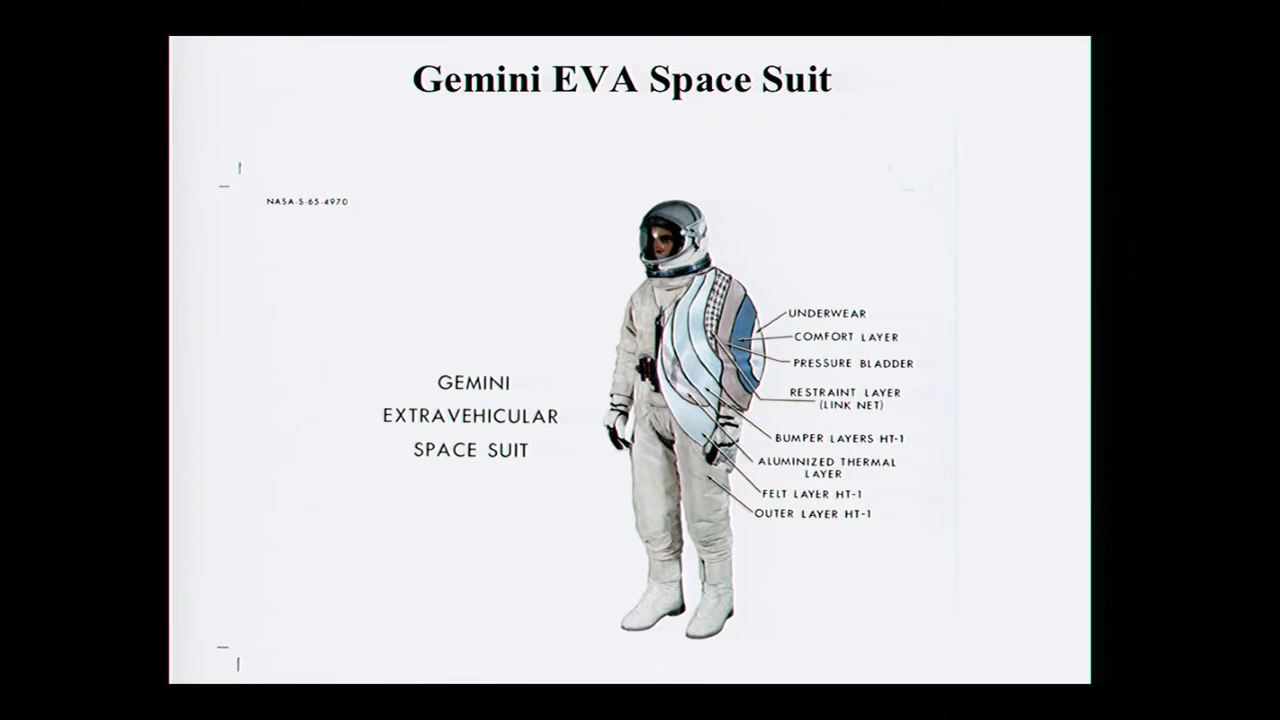 Gemini EVA Space Suit
NASA-S-65-4970
GEMINI
EXTRAVEHICULAR
SPACE SUIT
UNDERWEAR
COMFORT LAYER
PRESSURE BLADDER
RESTRAINT LAYER
(LINK NET)
BUMPER LAYERS HT-1
ALUMINIZED THERMAL
LAYER
FELT LAYER HT-1
OUTER LAYER HT-1